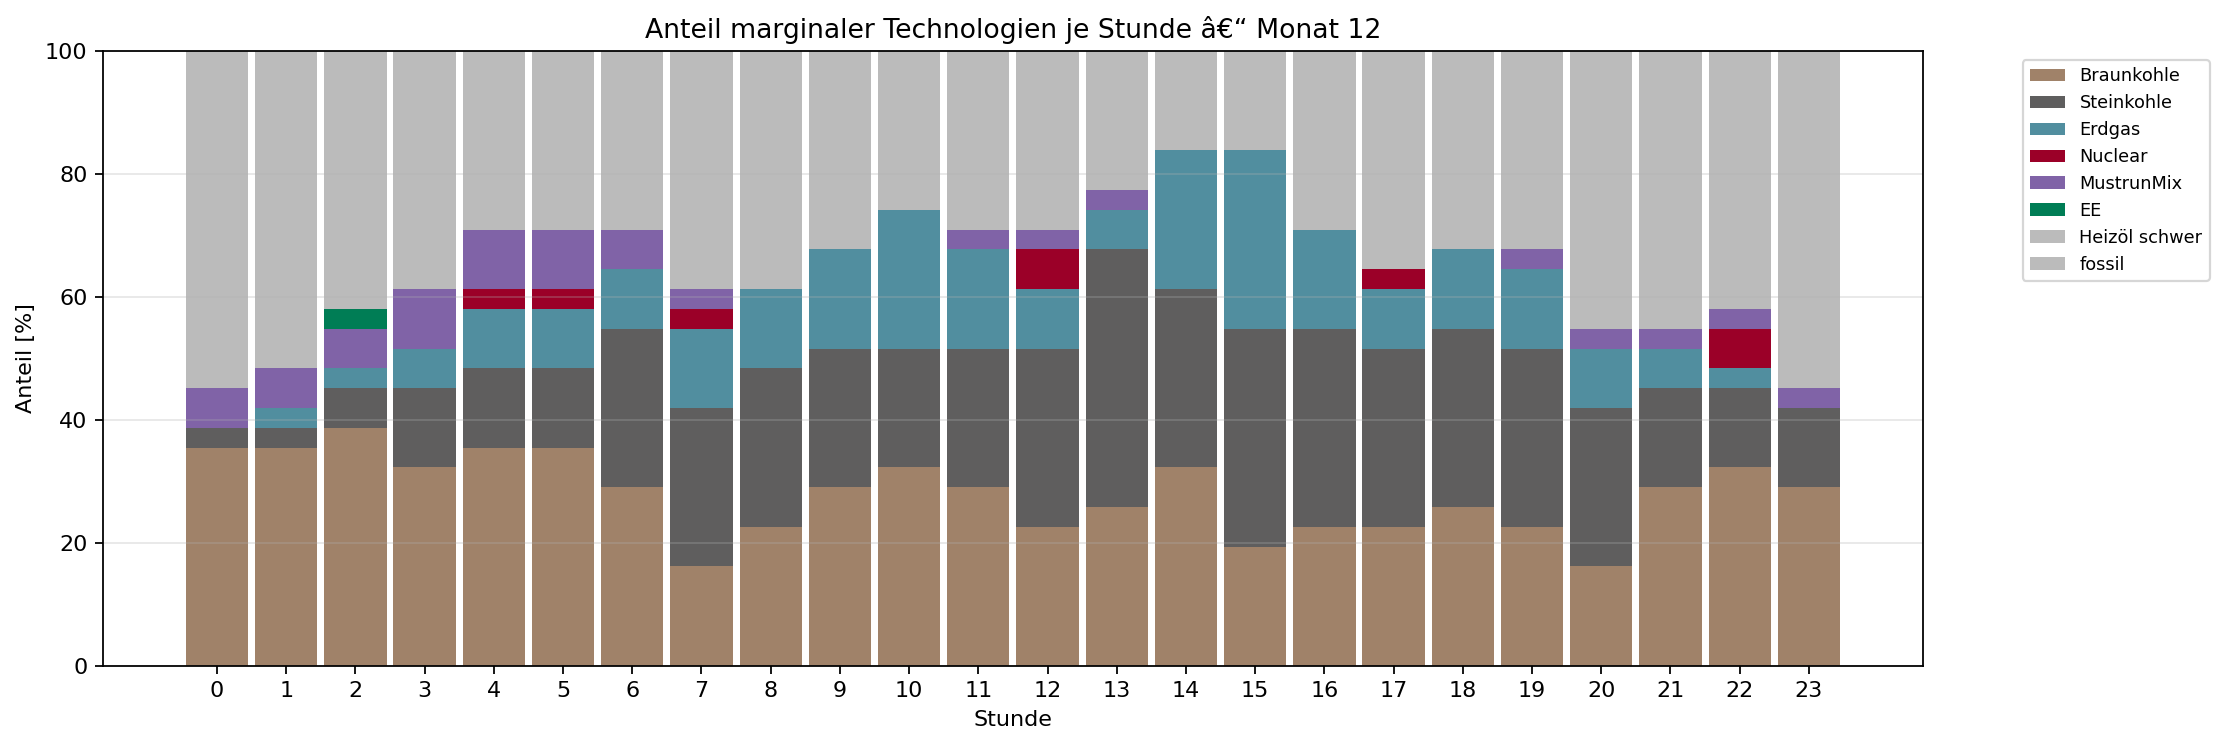 Anteil marginaler Technologien je Stunde â€“ Monat 12
Anteil [%]
100
80
60
40
20
0
0 1 2 3 4 5 6 7 8 9 10 11 12 13 14 15 16 17 18 19 20 21 22 23
Stunde
Braunkohle
Steinkohle
Erdgas
Nuclear
MustrunMix
EE
Heizöl schwer
fossil